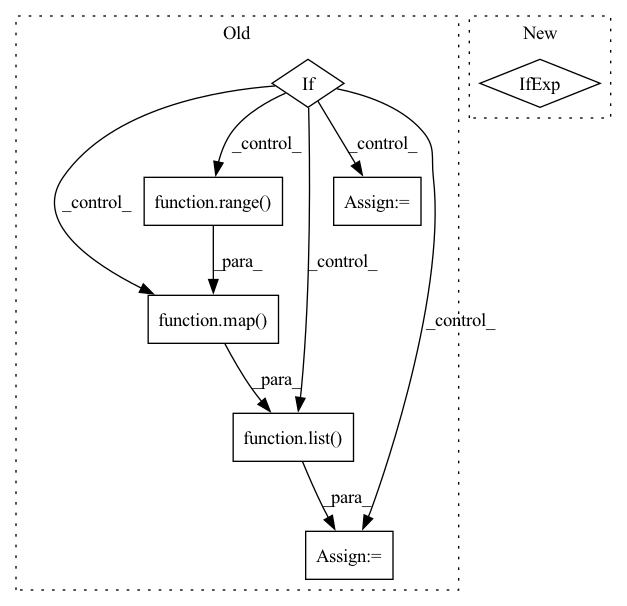 Old
New
If
IfExp
_control_
_control_
_control_
function.range()
Assign:=
_para_
_control_
function.map()
_control_
_para_
function.list()
_para_
Assign:=